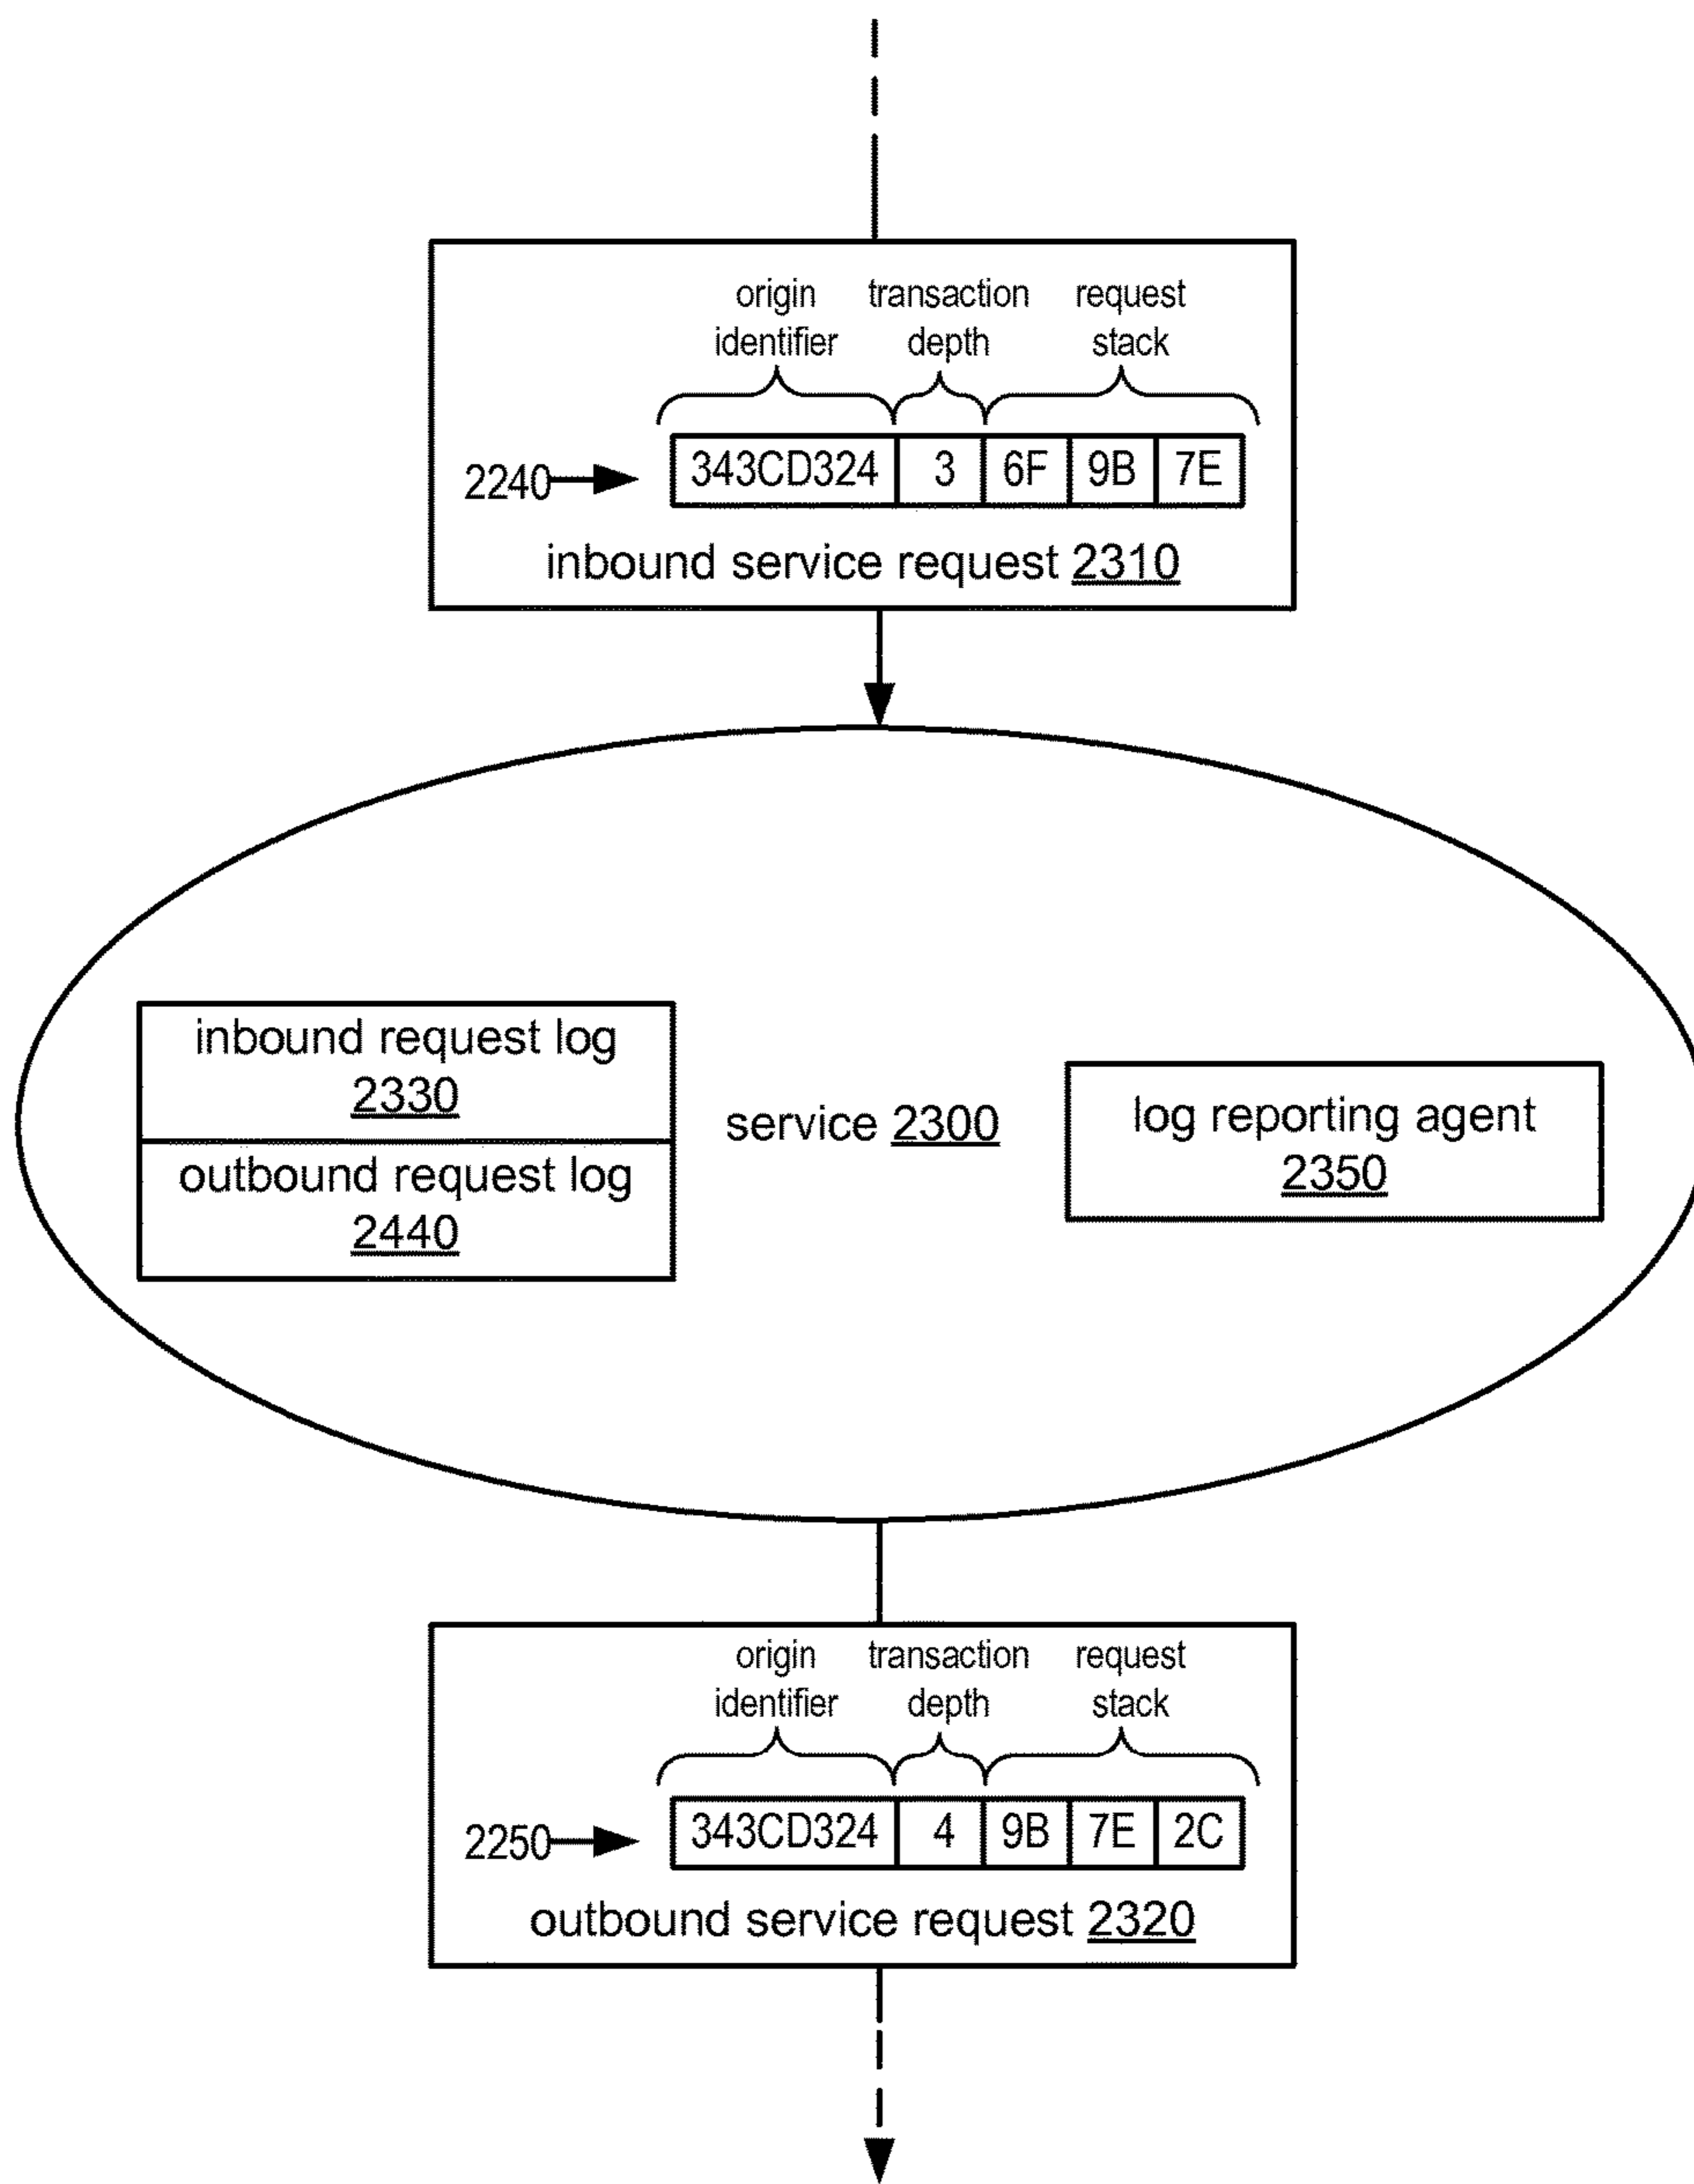 origin transaction request
identifier depth stack
2240 343CD324 3 6F 9B 7E
inbound service request 2310
inbound request log
2330
outbound request log
2440
service 2300
log reporting agent
2350
origin transaction request
identifier depth stack
2250 343CD324 4 9B 7E 2C
outbound service request 2320